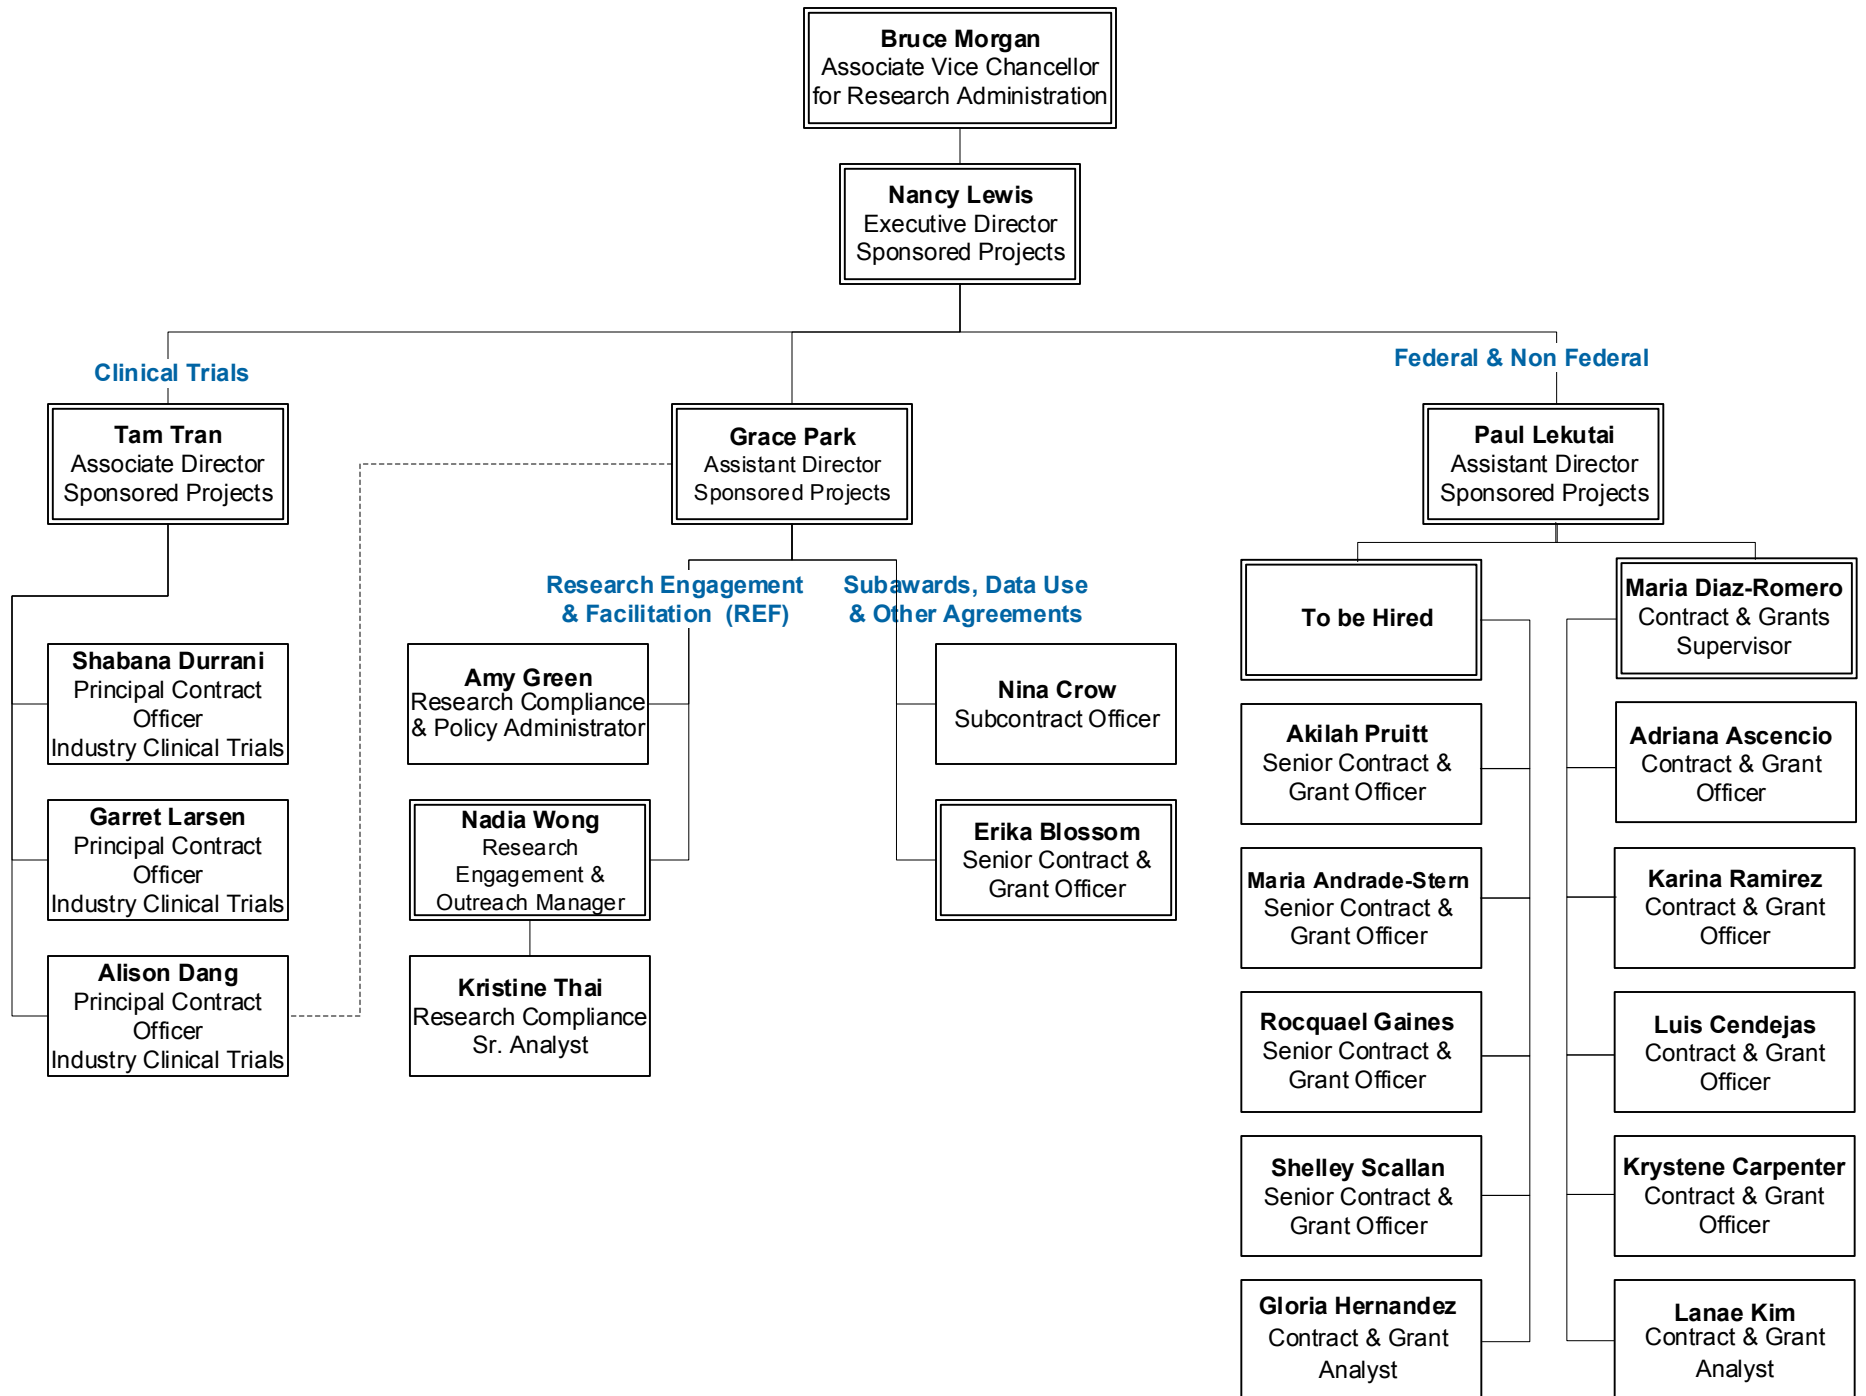 Bruce Morgan
Associate Vice Chancellor
for Research Administration
Nancy Lewis
Executive Director
Sponsored Projects
Clinical Trials
Federal & Non Federal
Tam Tran
Associate Director
Sponsored Projects
Grace Park
Assistant Director
Sponsored Projects
Paul Lekutai
Assistant Director
Sponsored Projects
Research Engagement
& Facilitation (REF)
Subawards, Data Use
& Other Agreements
Shabana Durrani
Principal Contract
Officer
Industry Clinical Trials
Garret Larsen
Principal Contract
Officer
Industry Clinical Trials
Alison Dang
Principal Contract
Officer
Industry Clinical Trials
Amy Green
Research Compliance
& Policy Administrator
Nadia Wong
Research
Engagement &
Outreach Manager
Kristine Thai
Research Compliance
Sr. Analyst
Nina Crow
Subcontract Officer
Erika Blossom
Senior Contract &
Grant Officer
To be Hired
Akilah Pruitt
Senior Contract &
Grant Officer
Maria Andrade-Stern
Senior Contract &
Grant Officer
Rocquael Gaines
Senior Contract &
Grant Officer
Shelley Scallan
Senior Contract &
Grant Officer
Gloria Hernandez
Contract & Grant
Analyst
Maria Diaz-Romero
Contract & Grants
Supervisor
Adriana Ascencio
Contract & Grant
Officer
Karina Ramirez
Contract & Grant
Officer
Luis Cendejas
Contract & Grant
Officer
Krystene Carpenter
Contract & Grant
Officer
Lanae Kim
Contract & Grant
Analyst